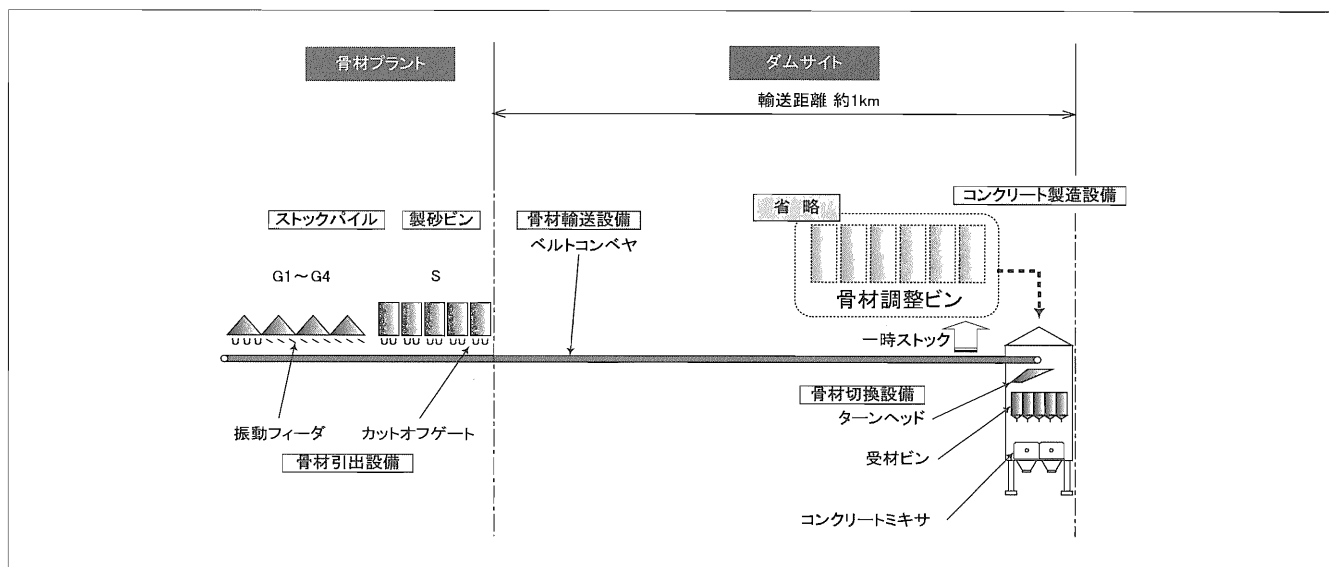 骨材プラント
ダムサイト
輸送距離 約1km
コンクリート製造設備
省 略
ストックパイル
製砂ビン
骨材輸送設備
ベルトコンベヤ
G1～G4
S
骨材調整ビン
一時ストック
骨材切換設備
ターンヘッド
振動フィーダ
カットオフゲート
骨材引出設備
受材ビン
コンクリートミキサ